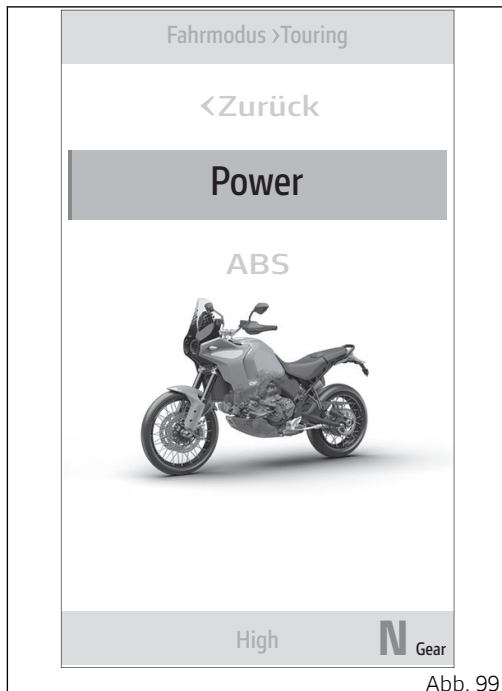 Fahrmodus ›Touring
‹Zurück
Power
ABS
High
N Gear
Abb. 99